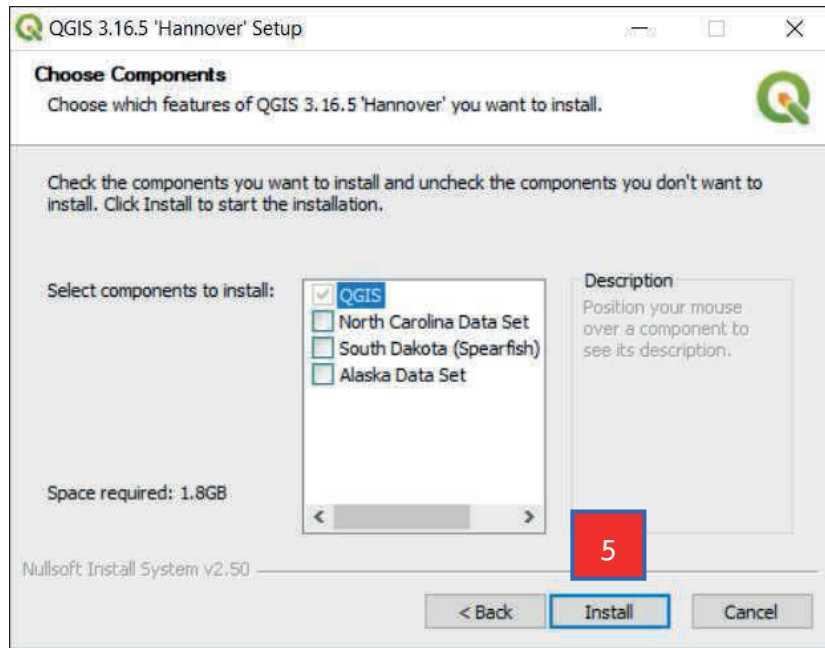 QGIS 3.16.5 'Hannover' Setup
Choose Components
Choose which features of QGIS 3.16.5 'Hannover' you want to install.
Check the components you want to install and uncheck the components you don't want to
install. Click Install to start the installation.
Select components to install:
QGIS
North Carolina Data Set
South Dakota (Spearfish)
Alaska Data Set
Description
Position your mouse
over a component to
see its description.
Space required: 1.8GB
5
Nullsoft Install System v2.50
< Back
Install
Cancel